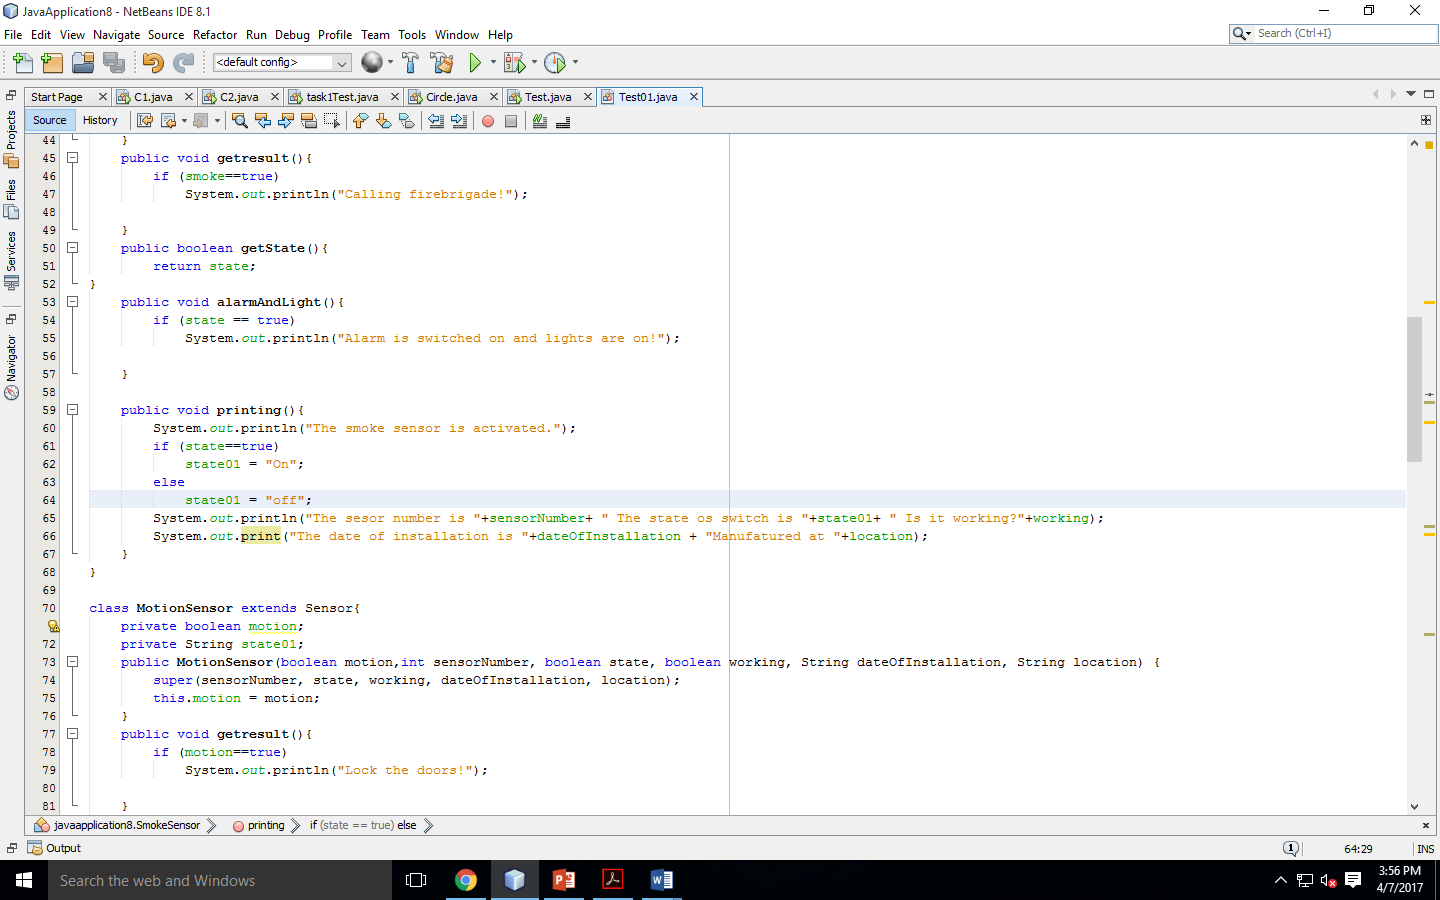 JavaApplication8 - NetBeans IDE 8.1
File Edit View Navigate Source Refactor Run Debug Profile Team Tools Window Help
Search (Ctrl+I)
<default config>
Start Page C1.java C2.java task1Test.java Circle.java Test.java Test01.java
Source History
Projects
Files
Services
Navigator
44 }
45 public void getresult(){
46 if (smoke==true)
47 System.out.println("Calling firebrigade!");
48
49 }
50 public boolean getState(){
51 return state;
52 }
53 public void alarmAndLight(){
54 if (state == true)
55 System.out.println("Alarm is switched on and lights are on!");
56
57 }
58
59 public void printing(){
60 System.out.println("The smoke sensor is activated.");
61 if (state==true)
62 state01 = "On";
63 else
64 state01 = "off";
65 System.out.println("The sesor number is "+sensorNumber+ " The state os switch is "+state01+ " Is it working?"+working);
66 System.out.print("The date of installation is "+dateOfInstallation + "Manufatured at "+location);
67 }
68 }
69
70 class MotionSensor extends Sensor{
private boolean motion;
72 private String state01;
73 public MotionSensor(boolean motion,int sensorNumber, boolean state, boolean working, String dateOfInstallation, String location) {
74 super(sensorNumber, state, working, dateOfInstallation, location);
75 this.motion = motion;
76 }
77 public void getresult(){
78 if (motion==true)
79 System.out.println("Lock the doors!");
80
81 }
javaapplication8.SmokeSensor printing if (state == true) else
Output
1 64:29 INS
Search the web and Windows
3:56 PM
4/7/2017